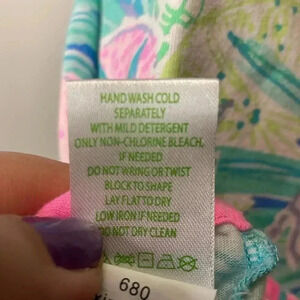 HAND WASH COLD
SEPARATELY
WITH MILD DETERGENT
ONLY NON-CHLORINE BLEACH,
IF NEEDED
DO NOT WRING OR TWIST
BLOCK TO SHAPE
LAY FLAT TO DRY
LOW IRON IF NEEDED
DO NOT DRY CLEAN
680